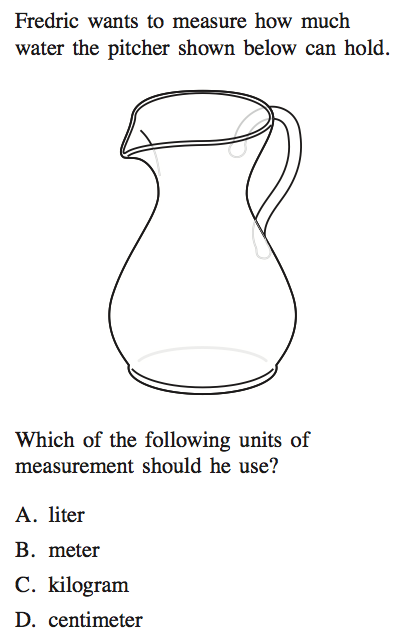 Fredric wants to measure how much
water the pitcher shown below can hold.
Which of the following units of
measurement should he use?
A. liter
B. meter
C. kilogram
D. centimeter